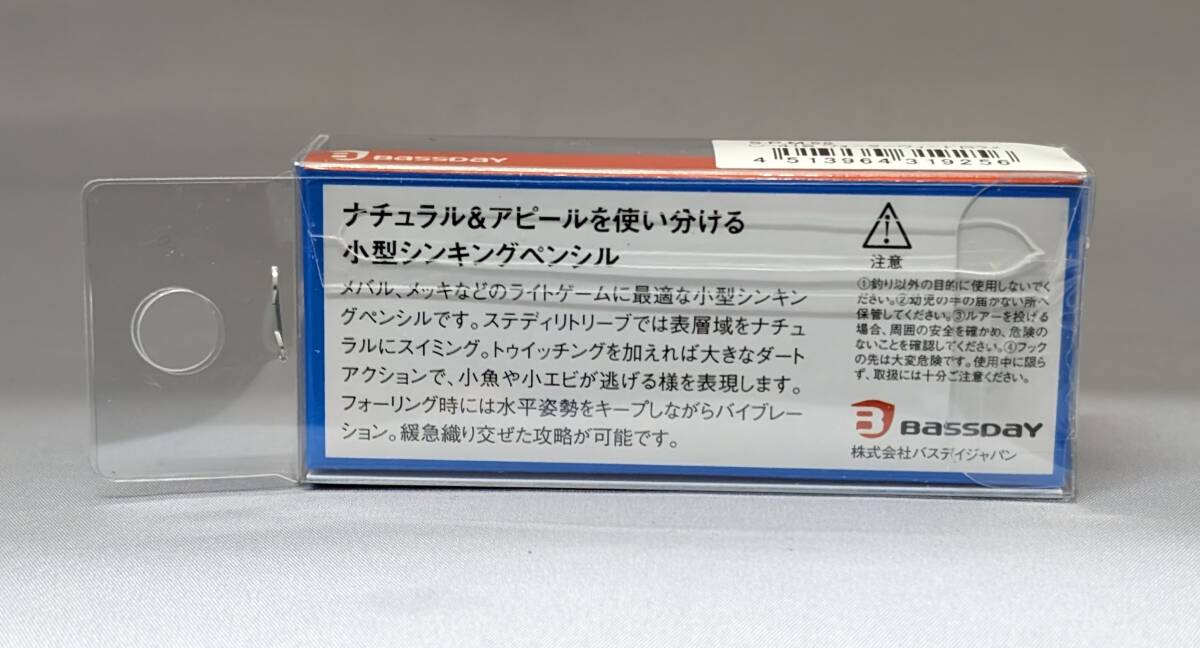 BASSDAY
4 513964 319256
ナチュラル&アピールを使い分ける
小型シンキングペンシル
メバル、メッキなどのライトゲームに最適な小型シンキン
グペンシルです。ステディリトリーブでは表層域をナチュ
ラルにスイミング。トゥイッチングを加えれば大きなダート
アクションで、小魚や小エビが逃げる様を表現します。
フォーリング時には水平姿勢をキープしながらバイブレー
ション。緩急織り交ぜた攻略が可能です。
注意
①釣り以外の目的に使用しないでく
ださい。②幼児の手の届かない所へ
保管してください。③ルアーを投げる
場合、周囲の安全を確かめ、危険の
ないことを確認してください。④フック
の先は大変危険です。使用中に限ら
ず、取扱には十分ご注意ください。
BASSDAY
株式会社バスデイジャパン